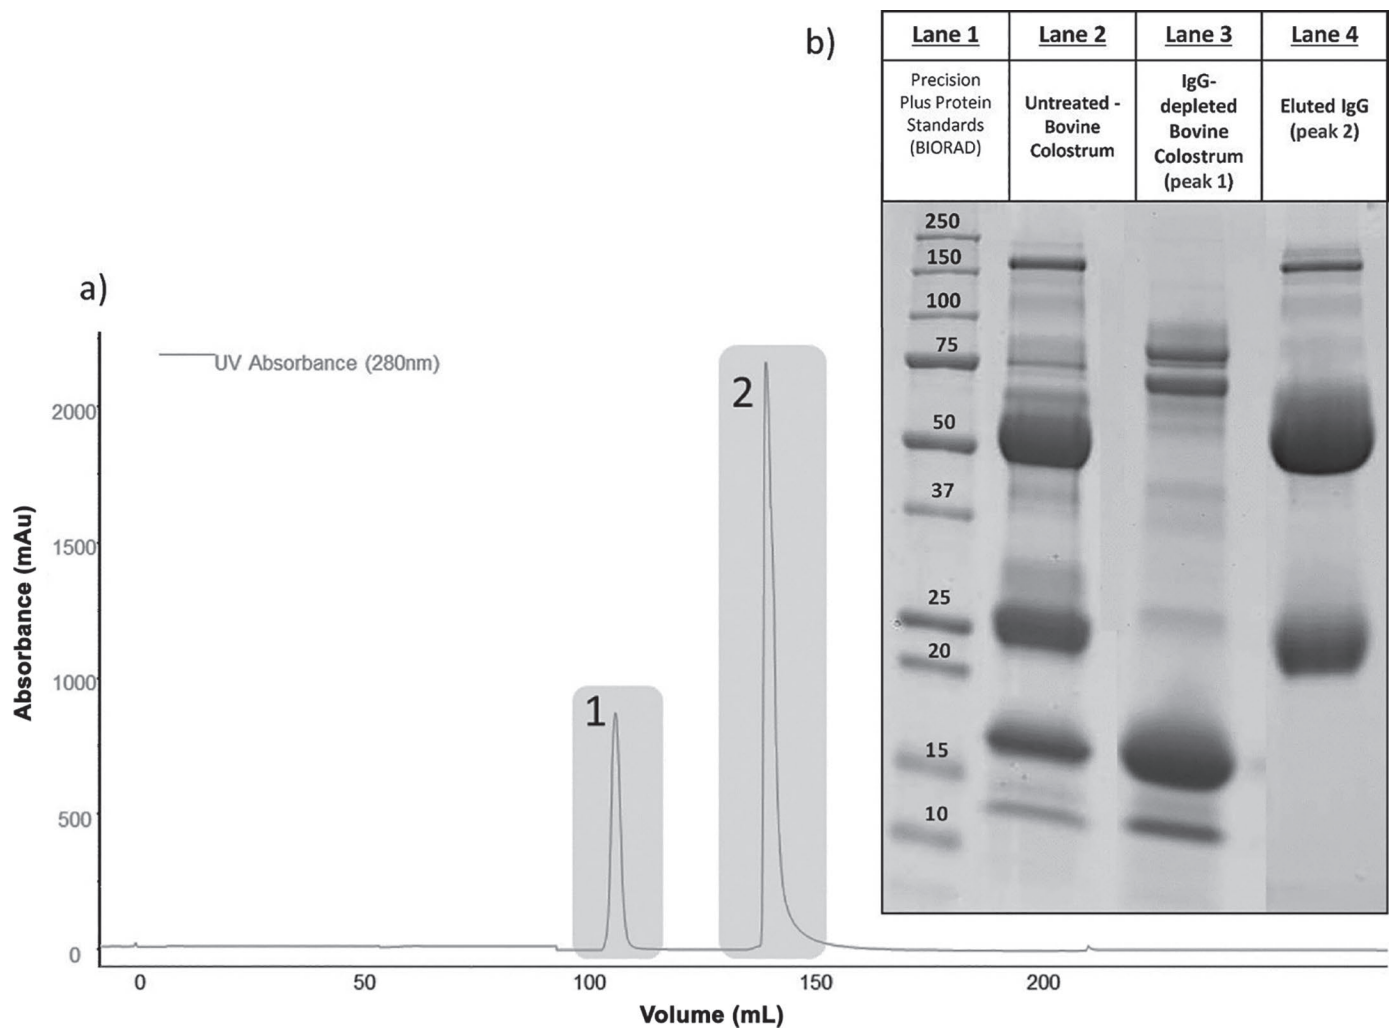 a)
UV Absorbance (280nm)
2000
1500
1000
500
0
Absorbance (mAu)
1
2
0
50
100
150
200
Volume (mL)
b)
Lane 1
Lane 2
Lane 3
Lane 4
Precision
Plus Protein
Standards
(BIORAD)
Untreated -
Bovine
Colostrum
IgG-
depleted
Bovine
Colostrum
(peak 1)
Eluted IgG
(peak 2)
250
150
100
75
50
37
25
20
15
10